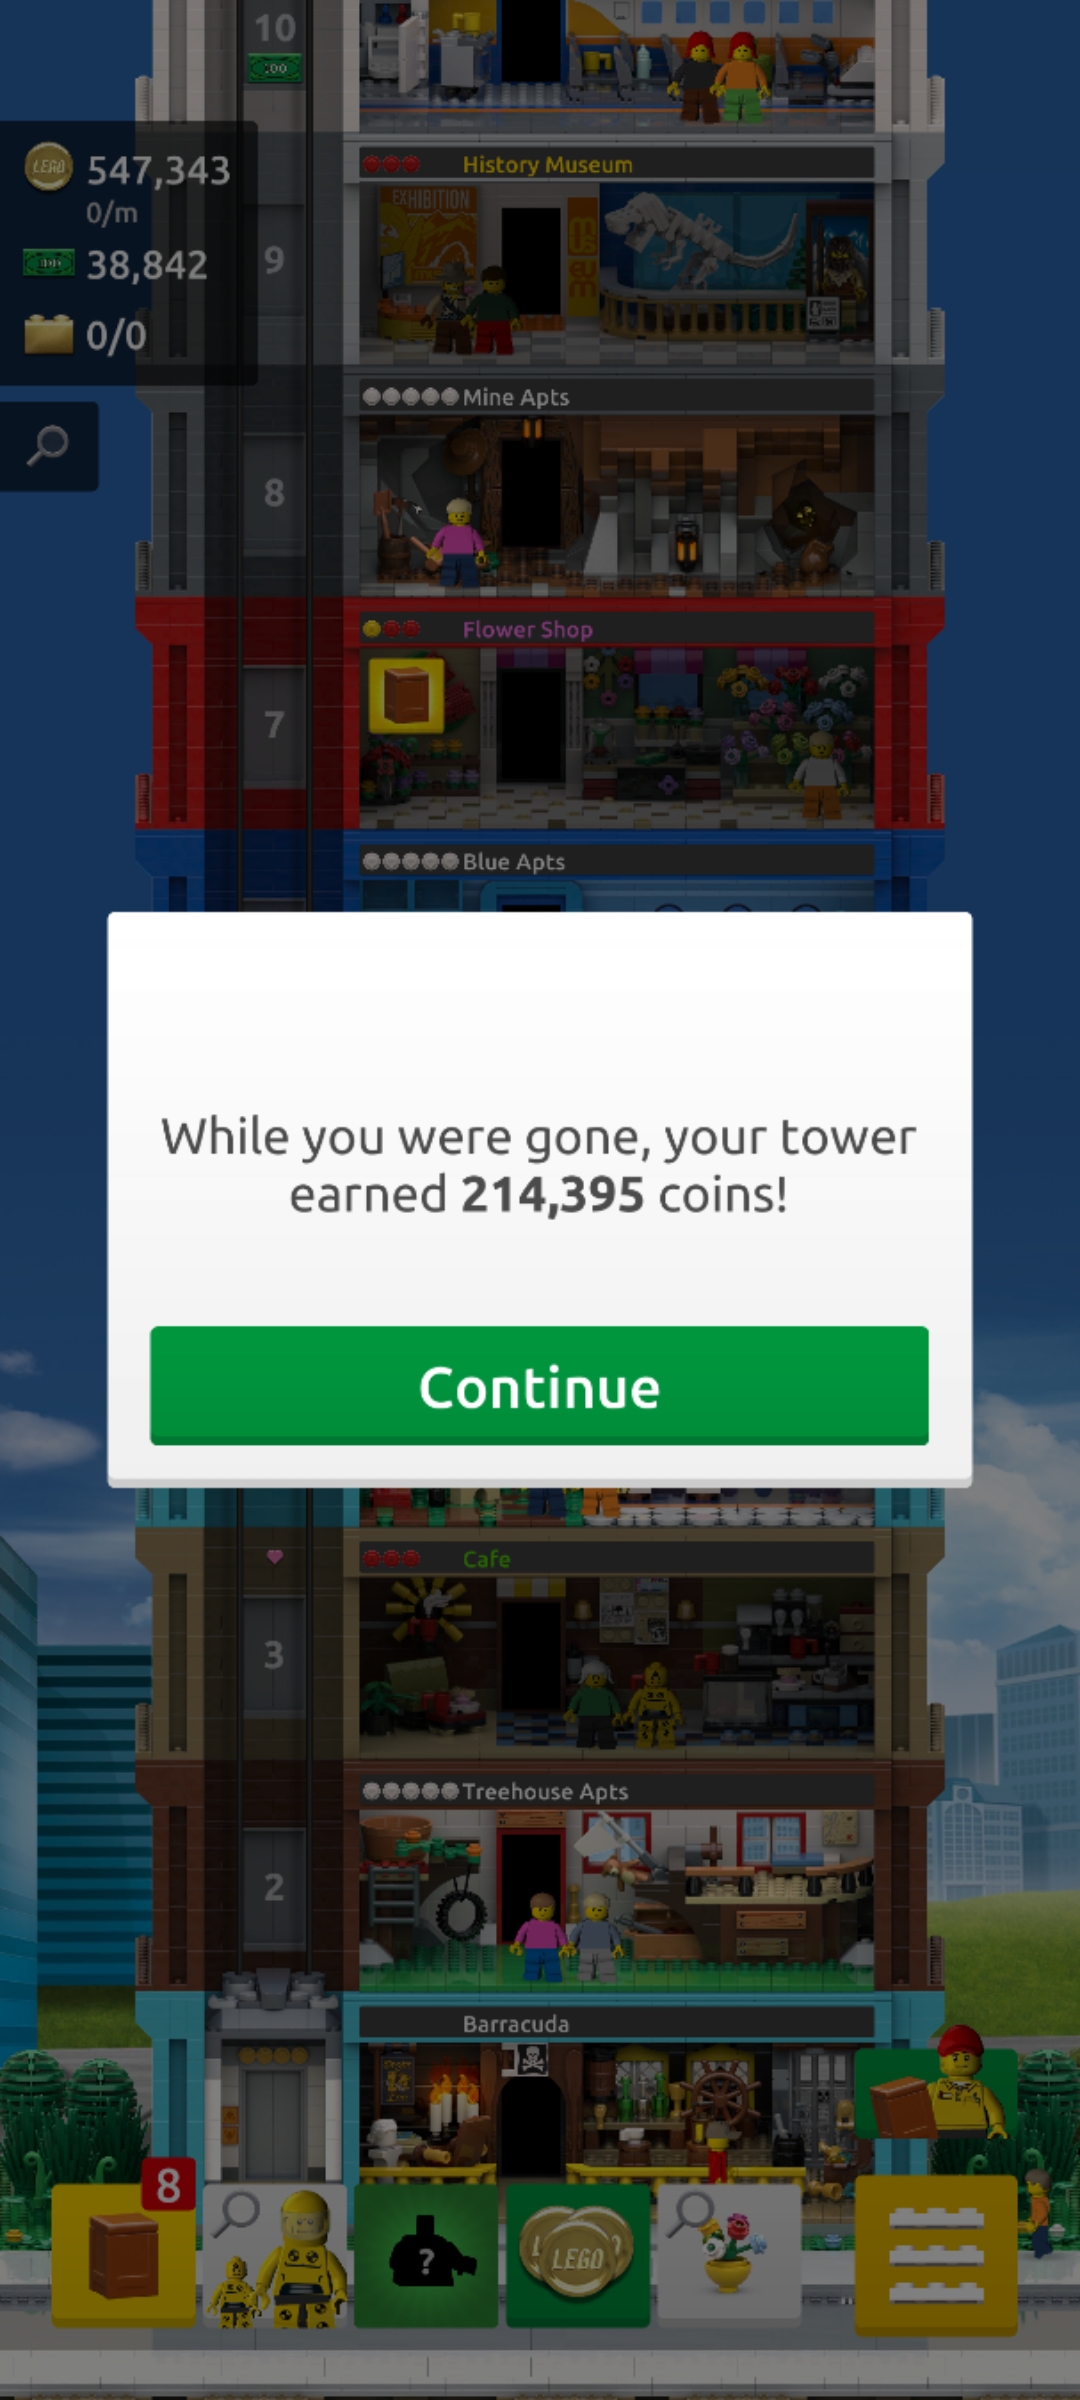 10
LEGO 547,343
0/m
38,842
0/0
History Museum
EXHIBITION
9
Mine Apts
8
Flower Shop
7
Blue Apts
While you were gone, your tower
earned 214,395 coins!
Continue
Cafe
3
Treehouse Apts
2
Barracuda
8
?
LEGO